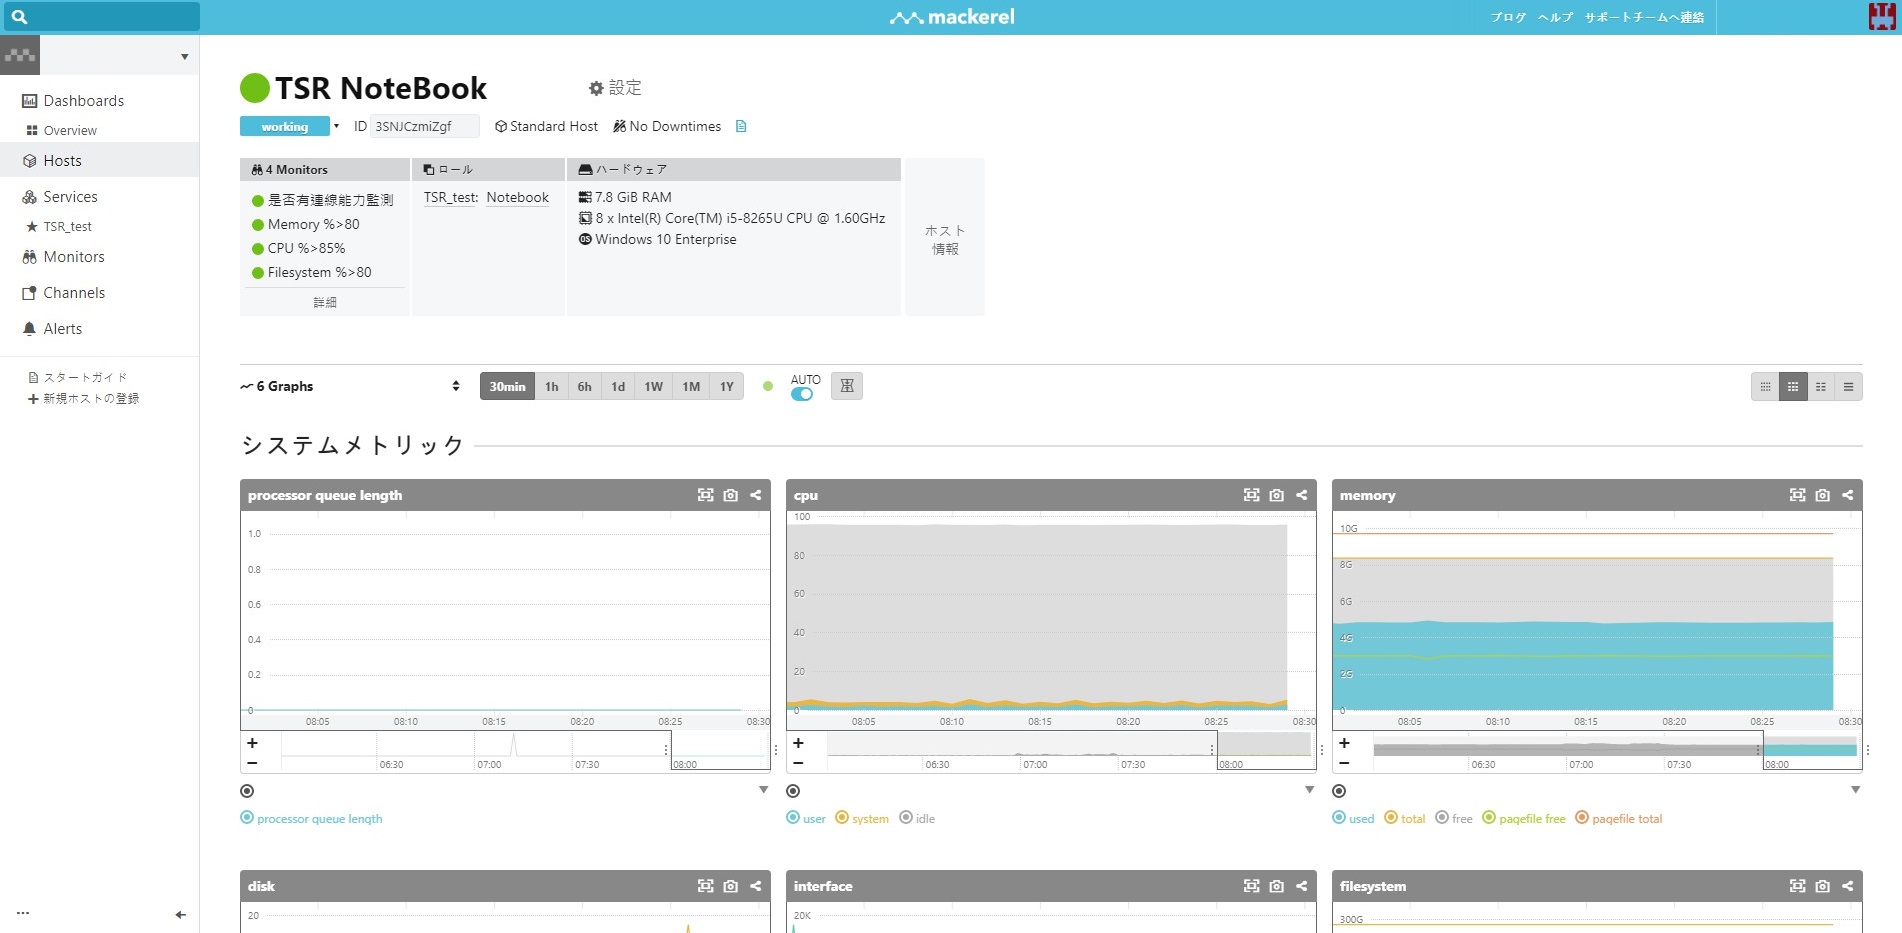 mackerel
ブログ ヘルプ サポートチームへ連絡
Dashboards
Overview
Hosts
Services
TSR_test
Monitors
Channels
Alerts
スタートガイド
新規ホストの登録
TSR NoteBook
設定
working ID 3SNJCzmiZgf Standard Host No Downtimes
4 Monitors
是否有連線能力監測
Memory %>80
CPU %>85%
Filesystem %>80
詳細
ロール
TSR_test: Notebook
ハードウェア
7.8 GiB RAM
8 x Intel(R) Core(TM) i5-8265U CPU @ 1.60GHz
Windows 10 Enterprise
ホスト
情報
6 Graphs 30min 1h 6h 1d 1W 1M 1Y AUTO
システムメトリック
processor queue length
1.0
0.8
0.6
0.4
0.2
0
08:05 08:10 08:15 08:20 08:25 08:30
06:30 07:00 07:30 08:00
processor queue length
cpu
100
80
60
40
20
0
08:05 08:10 08:15 08:20 08:25 08:30
06:30 07:00 07:30 08:00
user system idle
memory
10G
8G
6G
4G
2G
0
08:05 08:10 08:15 08:20 08:25 08:30
06:30 07:00 07:30 08:00
used total free pagefile free pagefile total
disk
20
interface
20K
filesystem
300G